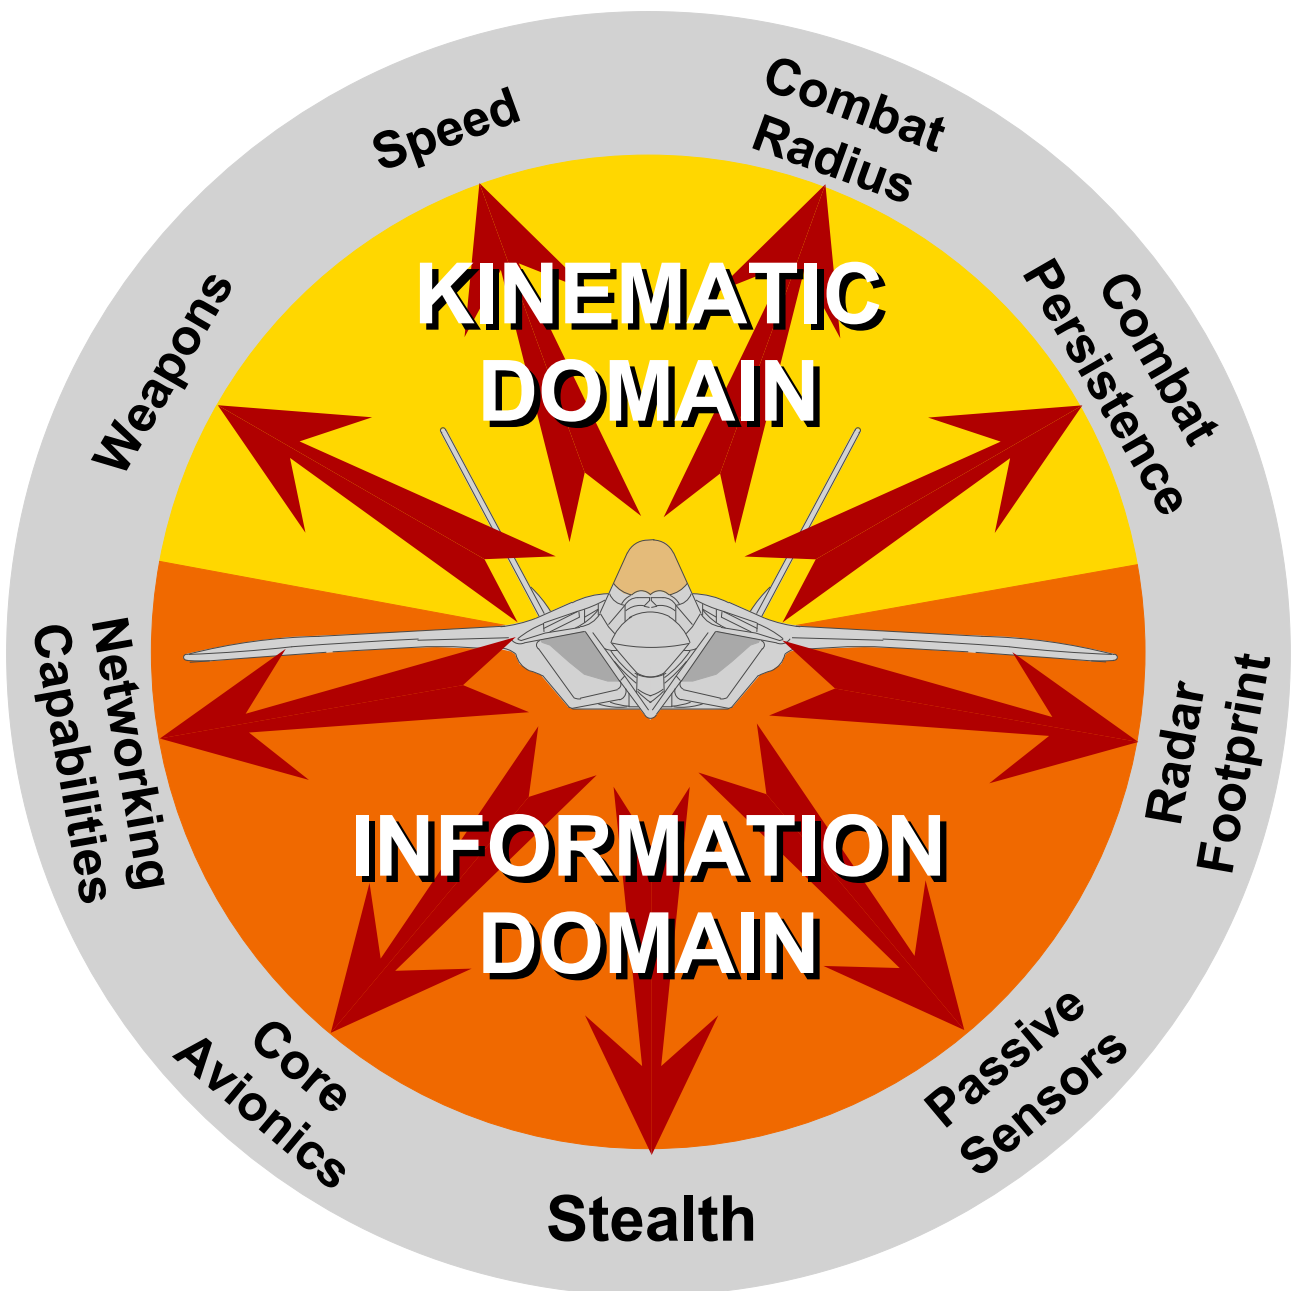 Speed
Combat
Radius
Combat
Persistence
Weapons
KINEMATIC
DOMAIN
Networking
Capabilities
Radar
Footprint
INFORMATION
DOMAIN
Core
Avionics
Passive
Sensors
Stealth